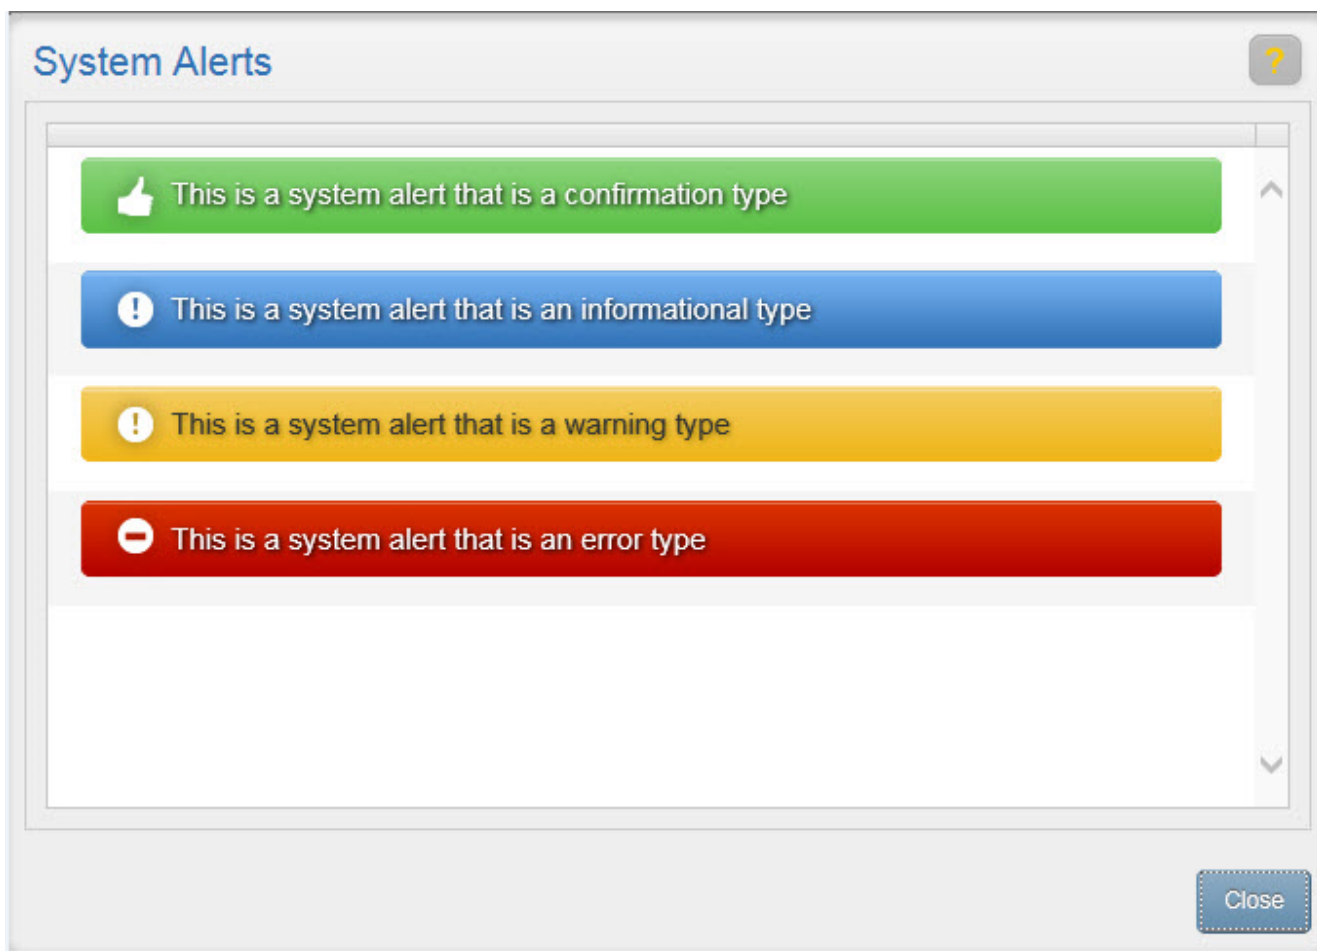 System Alerts
?
This is a system alert that is a confirmation type
This is a system alert that is an informational type
This is a system alert that is a warning type
This is a system alert that is an error type
Close